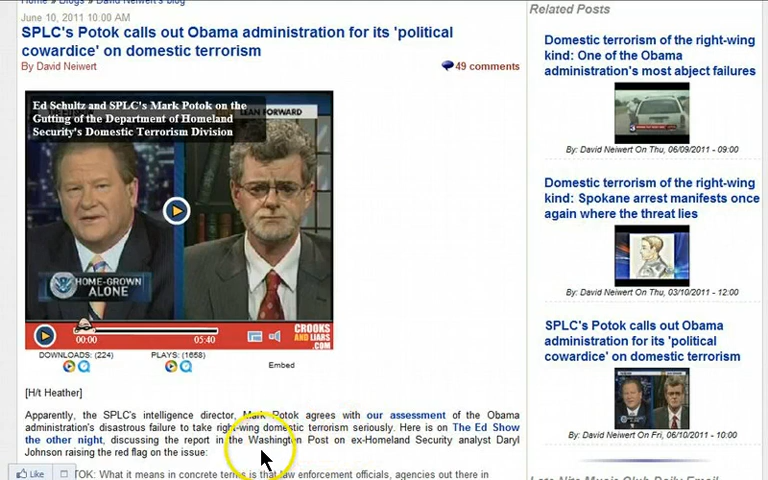 Home » Blogs » David Neiwert's blog
June 10, 2011 10:00 AM
SPLC's Potok calls out Obama administration for its 'political
cowardice' on domestic terrorism
By David Neiwert
49 comments
Ed Schultz and SPLC's Mark Potok on the
Gutting of the Department of Homeland
Security's Domestic Terrorism Division
LEAN FORWARD
HOME-GROWN
ALONE
00:00
05:40
CROOKS
AND LIARS
.COM
DOWNLOADS: (224)
PLAYS: (1658)
Embed
[H/t Heather]
Apparently, the SPLC's intelligence director, Mark Potok agrees with our assessment of the Obama
administration's disastrous failure to take right-wing domestic terrorism seriously. Here is on The Ed Show
the other night, discussing the report in the Washington Post on ex-Homeland Security analyst Daryl
Johnson raising the red flag on the issue:
Like
TOK: What it means in concrete terms is that law enforcement officials, agencies out there in
Related Posts
Domestic terrorism of the right-wing
kind: One of the Obama
administration's most abject failures
By: David Neiwert On Thu, 06/09/2011 - 09:00
Domestic terrorism of the right-wing
kind: Spokane arrest manifests once
again where the threat lies
By: David Neiwert On Thu, 03/10/2011 - 12:00
SPLC's Potok calls out Obama
administration for its 'political
cowardice' on domestic terrorism
By: David Neiwert On Fri, 06/10/2011 - 10:00
Late Nite Music Club Daily Email